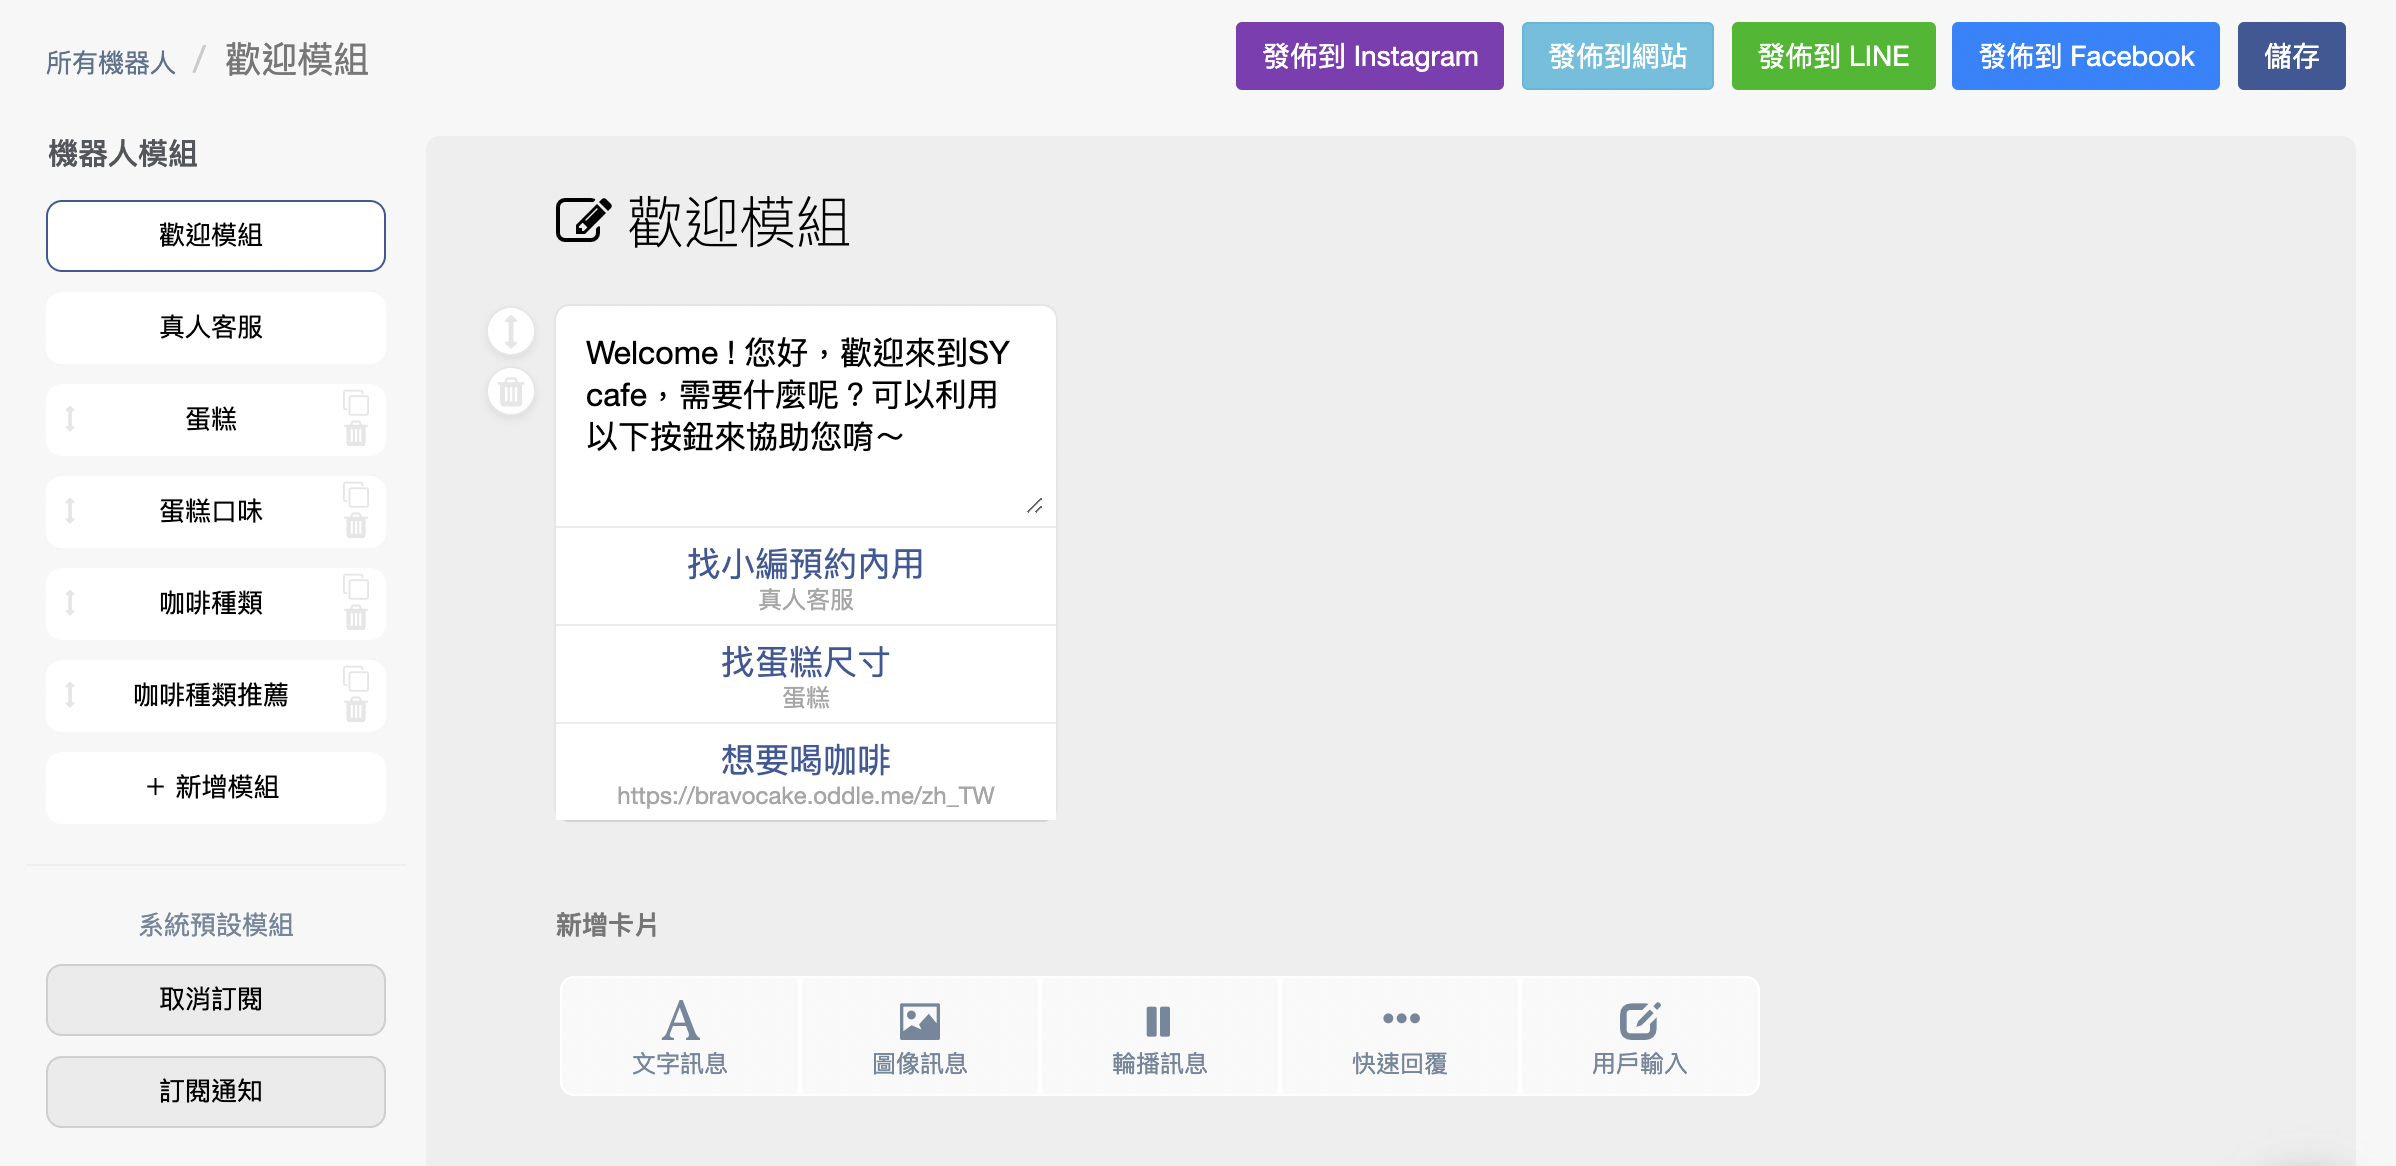 所有機器人 / 歡迎模組
發佈到 Instagram
發佈到網站
發佈到 LINE
發佈到 Facebook
儲存
機器人模組
歡迎模組
真人客服
蛋糕
蛋糕口味
咖啡種類
咖啡種類推薦
+ 新增模組
系統預設模組
取消訂閱
訂閱通知
歡迎模組
Welcome ! 您好，歡迎來到SY
cafe，需要什麼呢？可以利用
以下按鈕來協助您唷～
找小編預約內用
真人客服
找蛋糕尺寸
蛋糕
想要喝咖啡
https://bravocake.oddle.me/zh_TW
新增卡片
文字訊息
圖像訊息
輪播訊息
快速回覆
用戶輸入